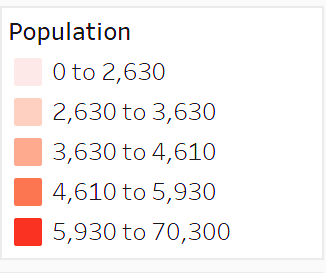 Population
0 to 2,630
2,630 to 3,630
3,630 to 4,610
4,610 to 5,930
5,930 to 70,300